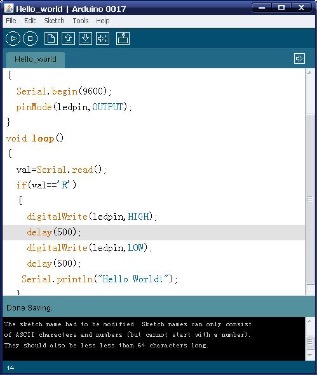 Hello_world | Arduino 0017
File Edit Sketch Tools Help
Hello_world
{
Serial.begin(9600);
pinMode(ledpin,OUTPUT);
}
void loop()
{
val=Serial.read();
if(val=='R')
{
digitalWrite(ledpin,HIGH);
delay(500);
digitalWrite(ledpin,LOW);
delay(500);
Serial.println("Hello World!");
}
Done Saving.
The sketch name had to be modified. Sketch names can only consist
of ASCII characters and numbers (but cannot start with a number).
They should also be less less than 64 characters long.
14